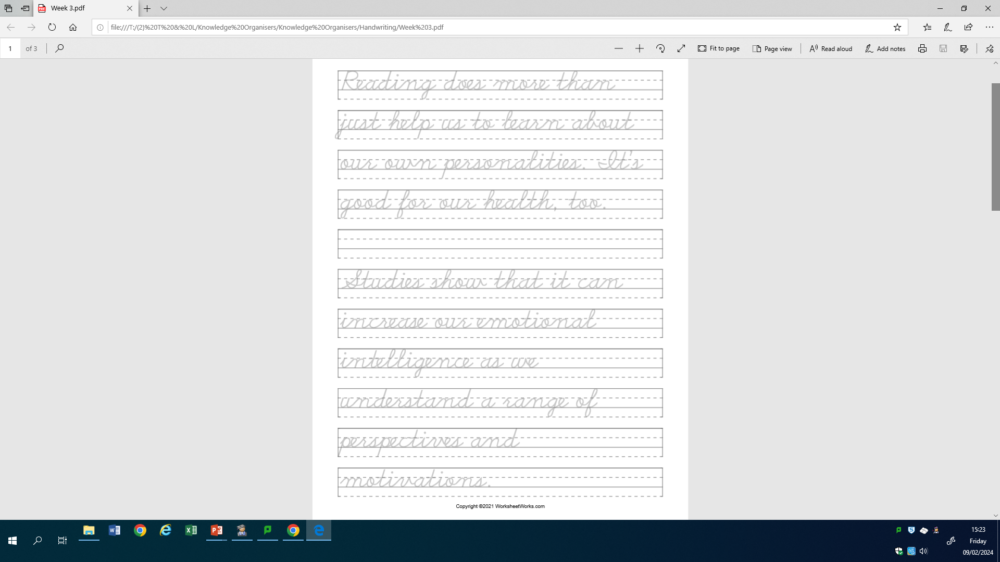 Week 3.pdf
file:///T:/(2)%20T%20&%20L/Knowledge%20Organisers/Knowledge%20Organisers/Handwriting/Week%203.pdf
1 of 3 Fit to page Page view Read aloud Add notes
Reading does more than
just help us to learn about
our own personalities. It's
good for our health, too.
Studies show that it can
increase our emotional
intelligence as we
understand a range of
perspectives and
motivations.
Copyright ©2021 WorksheetWorks.com
15:23
Friday
09/02/2024